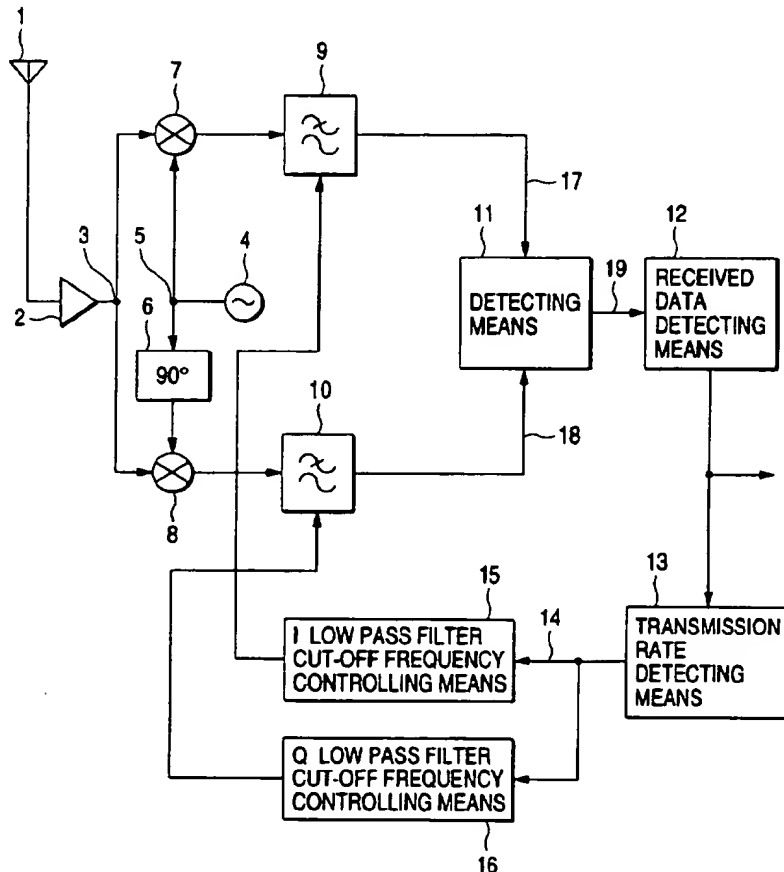 1
7
9
17
11
12
3
5
4
2
6
19
DETECTING
MEANS
RECEIVED
DATA
DETECTING
MEANS
90°
10
18
8
15
14
13
I LOW PASS FILTER
CUT-OFF FREQUENCY
CONTROLLING MEANS
TRANSMISSION
RATE
DETECTING
MEANS
Q LOW PASS FILTER
CUT-OFF FREQUENCY
CONTROLLING MEANS
16